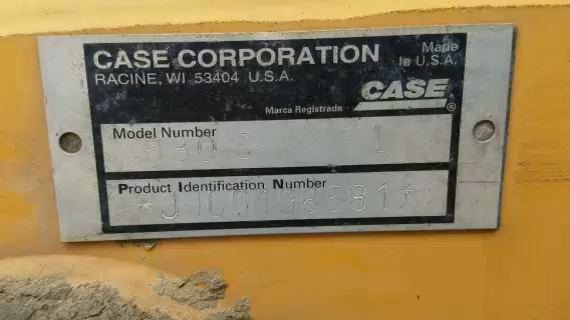 CASE CORPORATION
RACINE, WI 53404 U.S.A.
Made
In U.S.A.
CASE
®
Marca Registrada
Model Number
Product Identification Number